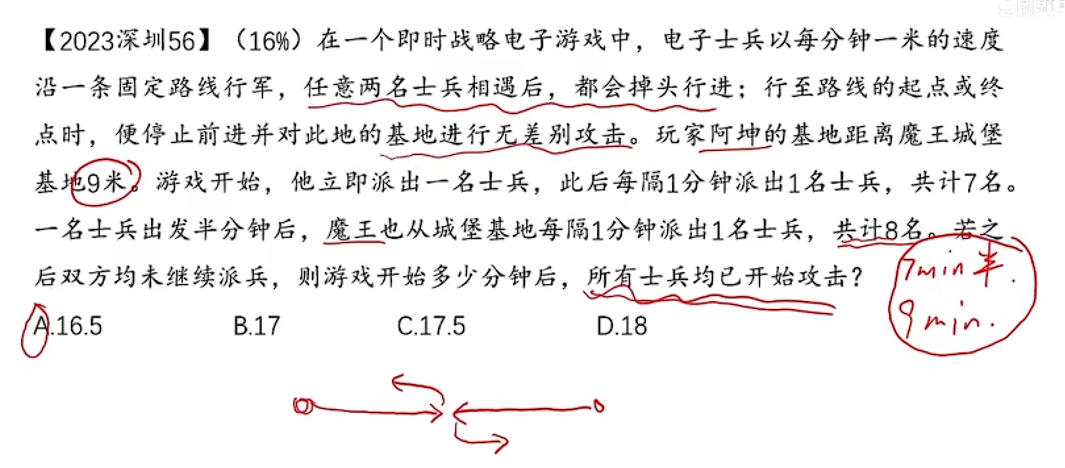 【2023深圳56】（16%）在一个即时战略电子游戏中，电子士兵以每分钟一米的速度
沿一条固定路线行军，任意两名士兵相遇后，都会掉头行进；行至路线的起点或终
点时，便停止前进并对此地的基地进行无差别攻击。玩家阿坤的基地距离魔王城堡
基地9米。游戏开始，他立即派出一名士兵，此后每隔1分钟派出1名士兵，共计7名。
一名士兵出发半分钟后，魔王也从城堡基地每隔1分钟派出1名士兵，共计8名。若之
后双方均未继续派兵，则游戏开始多少分钟后，所有士兵均已开始攻击？
7min半.
9min.
A.16.5 B.17 C.17.5 D.18